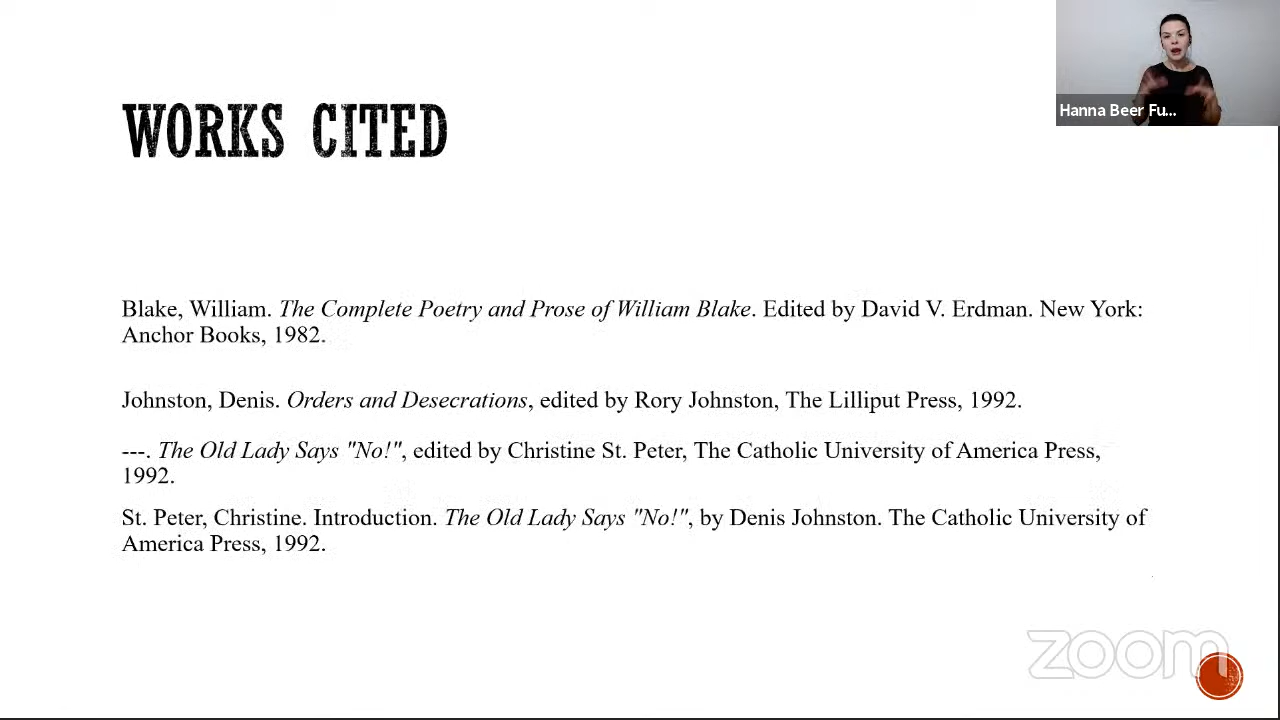 Hanna Beer Fu...
WORKS CITED
Blake, William. The Complete Poetry and Prose of William Blake. Edited by David V. Erdman. New York:
Anchor Books, 1982.
Johnston, Denis. Orders and Desecrations, edited by Rory Johnston, The Lilliput Press, 1992.
---. The Old Lady Says "No!", edited by Christine St. Peter, The Catholic University of America Press,
1992.
St. Peter, Christine. Introduction. The Old Lady Says "No!", by Denis Johnston. The Catholic University of
America Press, 1992.
zoom